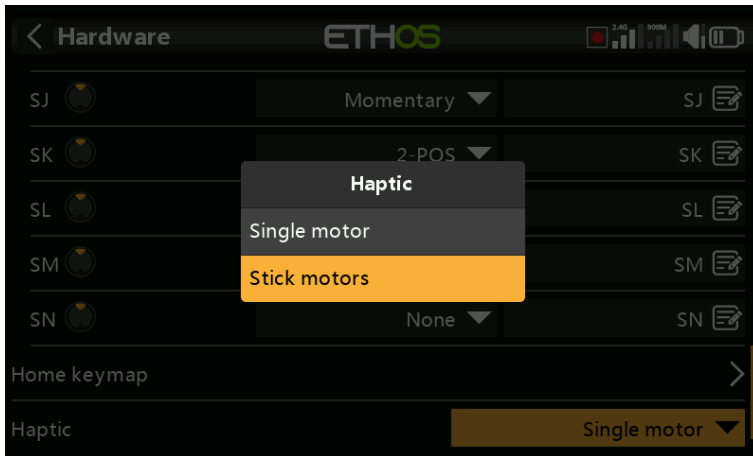 Hardware ETHOS 2.4G 900M
SJ Momentary SJ
SK 2-POS SK
Haptic
SL SL
Single motor
SM SM
Stick motors
SN None SN
Home keymap
Haptic Single motor